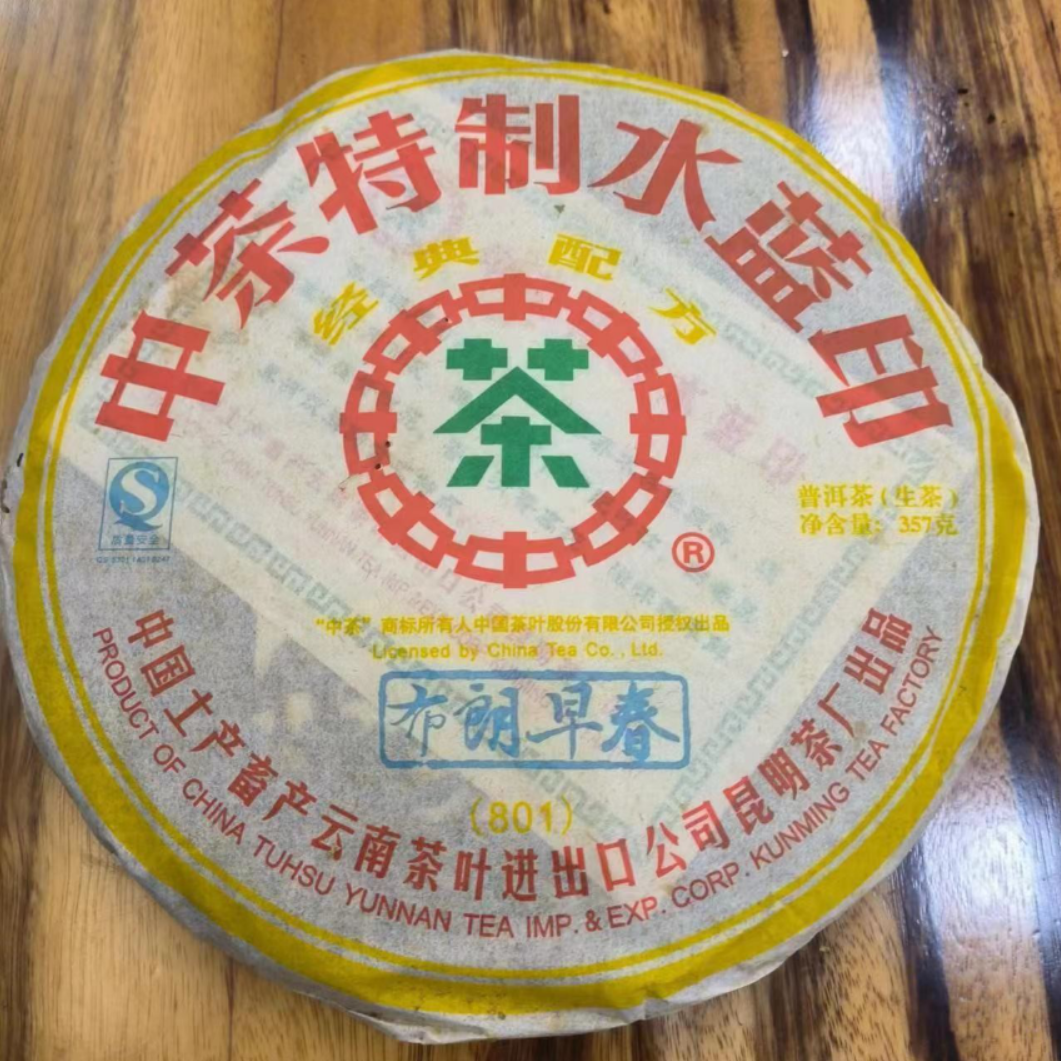 中茶特制水蓝印
经典配方
茶
®
普洱茶(生茶)
净含量: 357克
质量安全
“中茶”商标所有人中国茶叶股份有限公司授权出品
Licensed by China Tea Co., Ltd.
布朗早春
(801)
中国土产畜产云南茶叶进出口公司昆明茶厂出品
PRODUCT OF CHINA TUHSU YUNNAN TEA IMP. & EXP. CORP. KUNMING TEA FACTORY